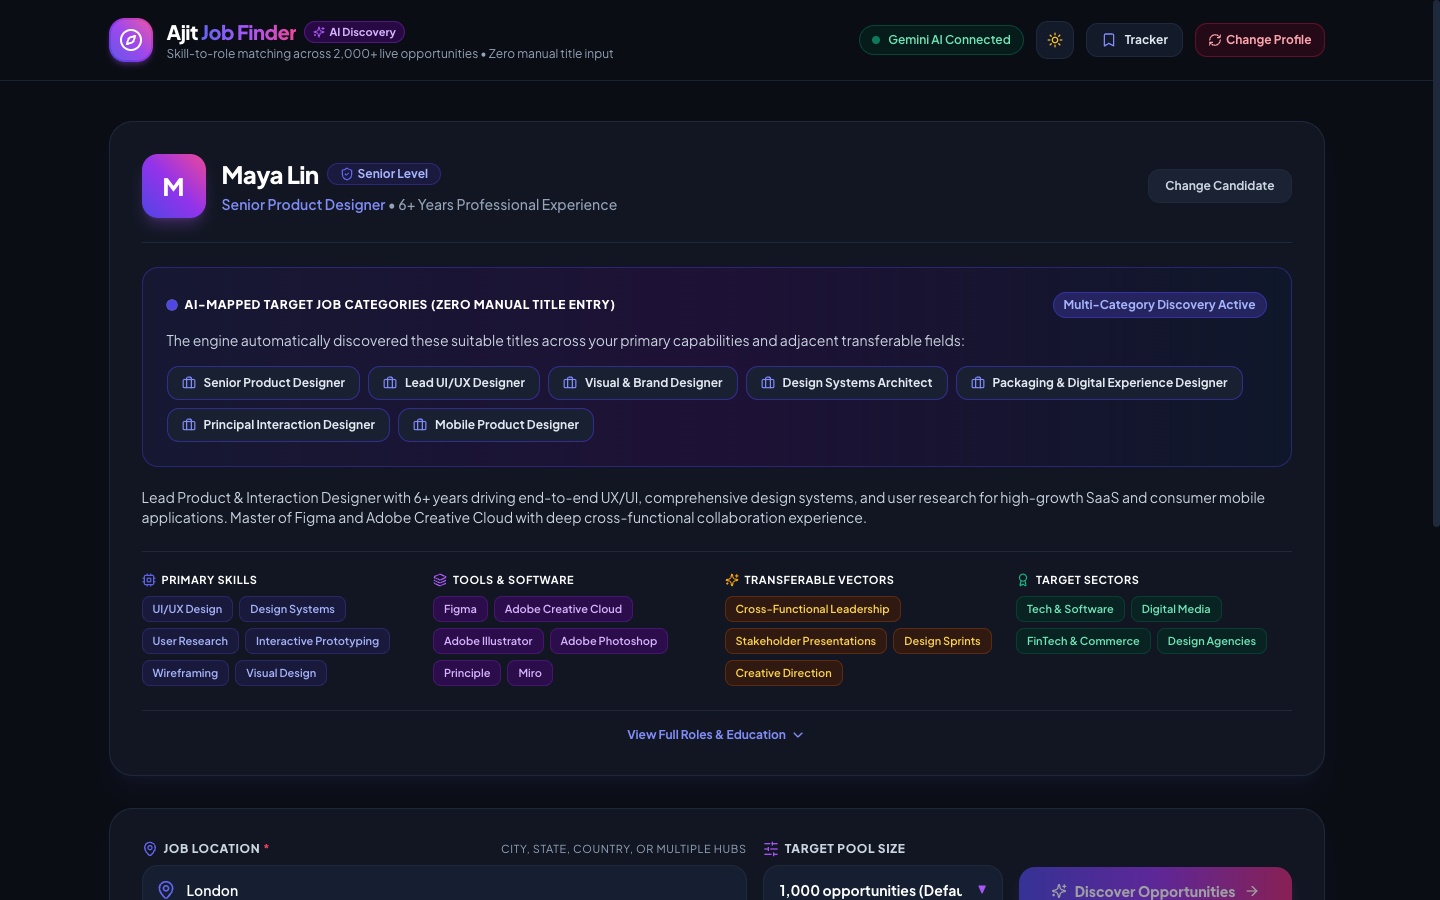 Ajit Job Finder AI Discovery
Skill-to-role matching across 2,000+ live opportunities • Zero manual title input
Gemini AI Connected
Tracker
Change Profile
M
Maya Lin Senior Level
Senior Product Designer • 6+ Years Professional Experience
Change Candidate
AI-MAPPED TARGET JOB CATEGORIES (ZERO MANUAL TITLE ENTRY)
Multi-Category Discovery Active
The engine automatically discovered these suitable titles across your primary capabilities and adjacent transferable fields:
Senior Product Designer Lead UI/UX Designer Visual & Brand Designer Design Systems Architect Packaging & Digital Experience Designer
Principal Interaction Designer Mobile Product Designer
Lead Product & Interaction Designer with 6+ years driving end-to-end UX/UI, comprehensive design systems, and user research for high-growth SaaS and consumer mobile
applications. Master of Figma and Adobe Creative Cloud with deep cross-functional collaboration experience.
PRIMARY SKILLS
UI/UX Design Design Systems
User Research Interactive Prototyping
Wireframing Visual Design
TOOLS & SOFTWARE
Figma Adobe Creative Cloud
Adobe Illustrator Adobe Photoshop
Principle Miro
TRANSFERABLE VECTORS
Cross-Functional Leadership
Stakeholder Presentations Design Sprints
Creative Direction
TARGET SECTORS
Tech & Software Digital Media
FinTech & Commerce Design Agencies
View Full Roles & Education
JOB LOCATION *
CITY, STATE, COUNTRY, OR MULTIPLE HUBS
London
TARGET POOL SIZE
1,000 opportunities (Defau
Discover Opportunities